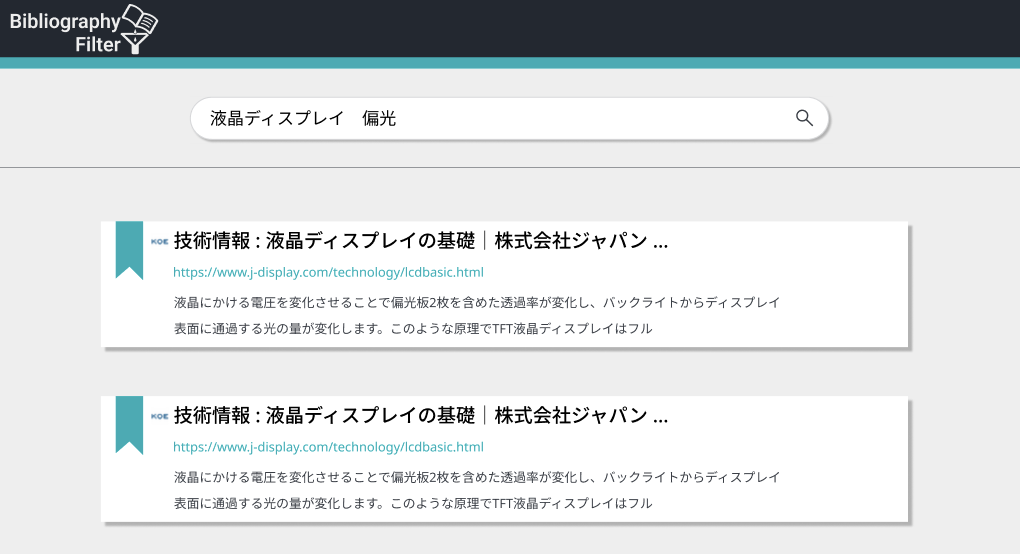 Bibliography
Filter
液晶ディスプレイ　偏光
KOE 技術情報 : 液晶ディスプレイの基礎｜株式会社ジャパン ...
https://www.j-display.com/technology/lcdbasic.html
液晶にかける電圧を変化させることで偏光板2枚を含めた透過率が変化し、バックライトからディスプレイ
表面に通過する光の量が変化します。このような原理でTFT液晶ディスプレイはフル
KOE 技術情報 : 液晶ディスプレイの基礎｜株式会社ジャパン ...
https://www.j-display.com/technology/lcdbasic.html
液晶にかける電圧を変化させることで偏光板2枚を含めた透過率が変化し、バックライトからディスプレイ
表面に通過する光の量が変化します。このような原理でTFT液晶ディスプレイはフル